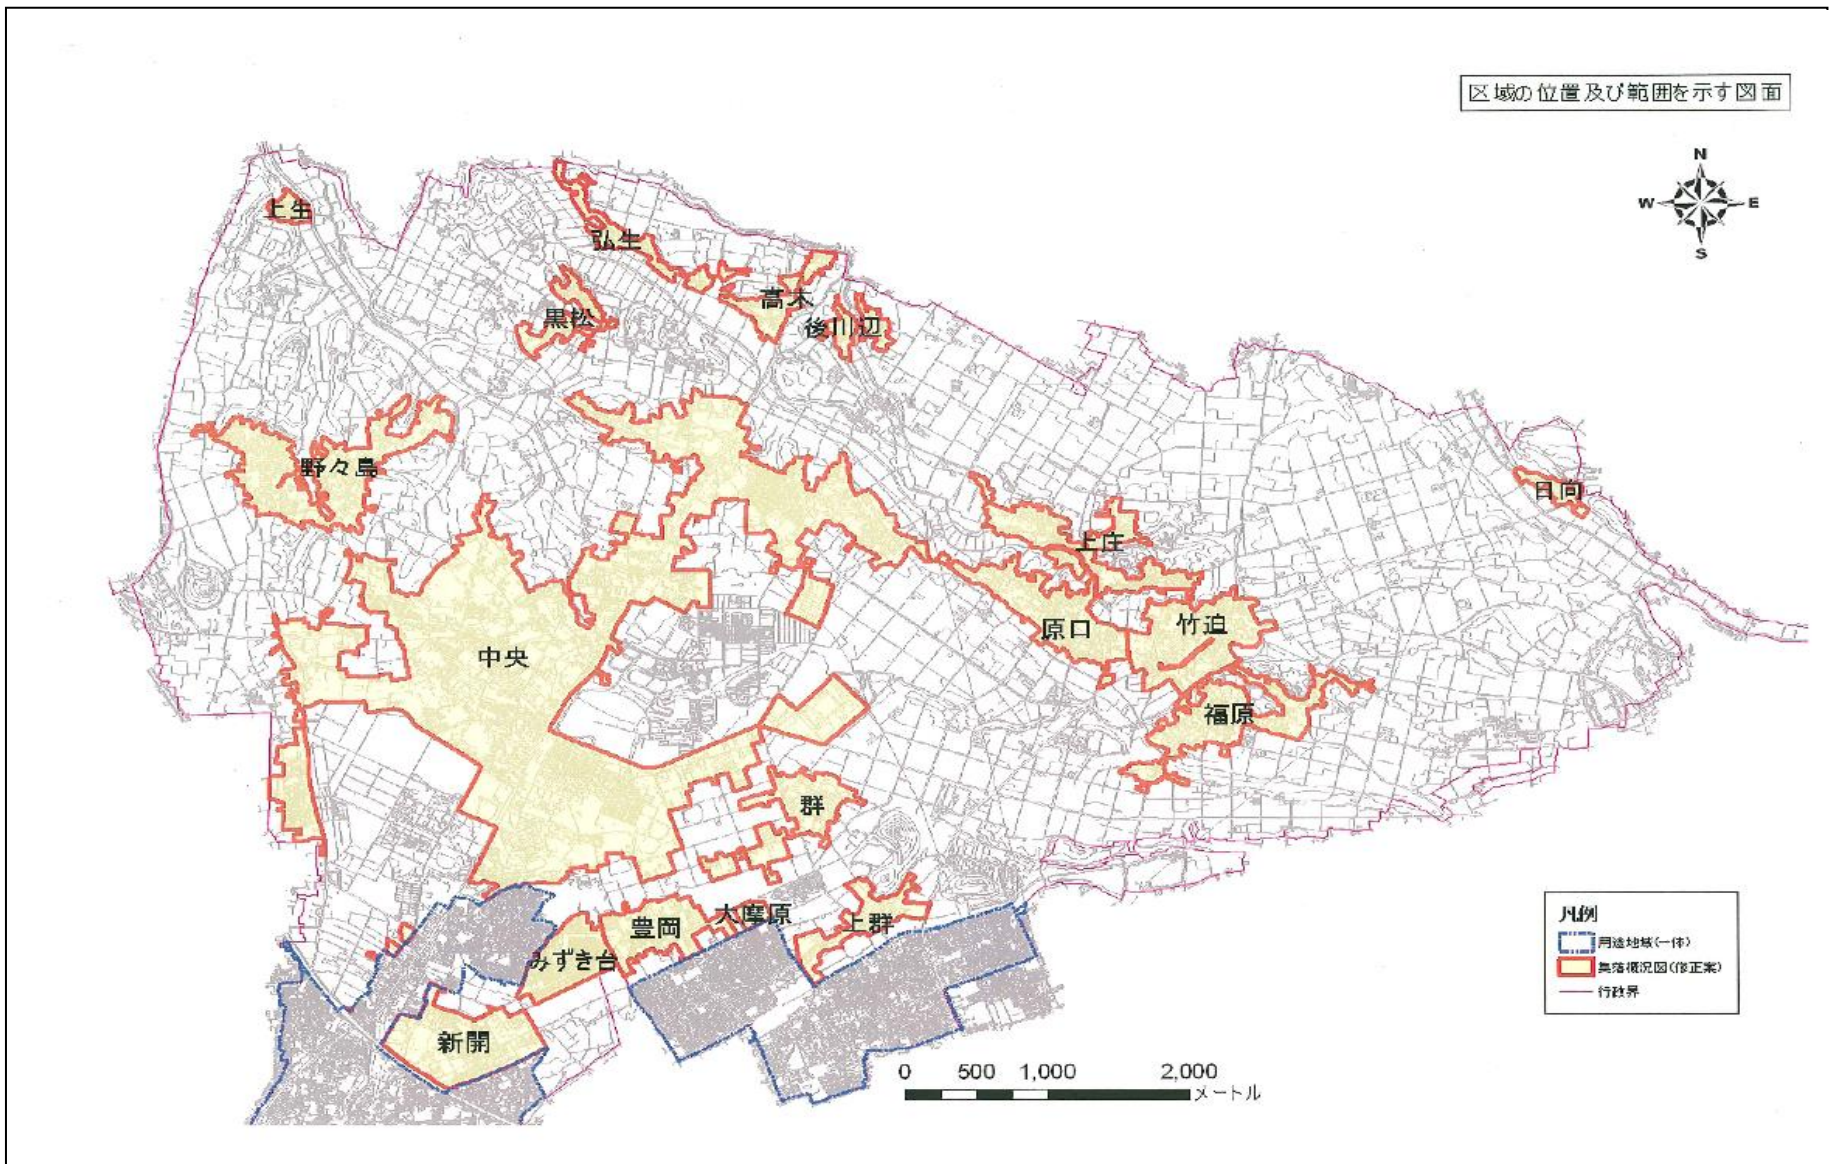 区域の位置及び範囲を示す図面
N
W E
S
上生
弘生
高木
黒松
後川辺
野々島
日向
上庄
竹迫
原口
中央
福原
群
大摩原
上群
豊岡
みずき台
新開
凡例
用途地域(一体)
集落概況図(修正案)
行政界
0 500 1,000 2,000
メートル